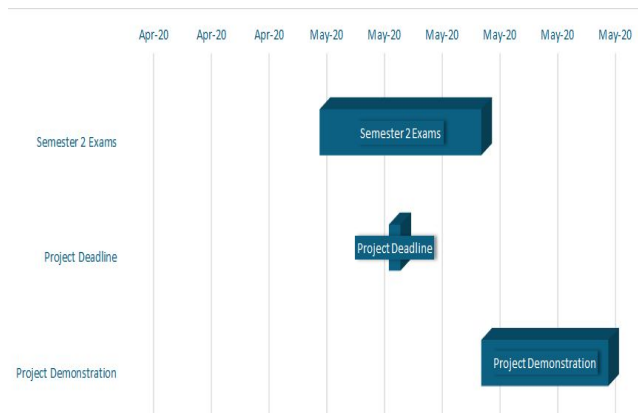 Apr-20 Apr-20 Apr-20 May-20 May-20 May-20 May-20 May-20 May-20
Semester 2 Exams Semester 2 Exams
Project Deadline Project Deadline
Project Demonstration Project Demonstration